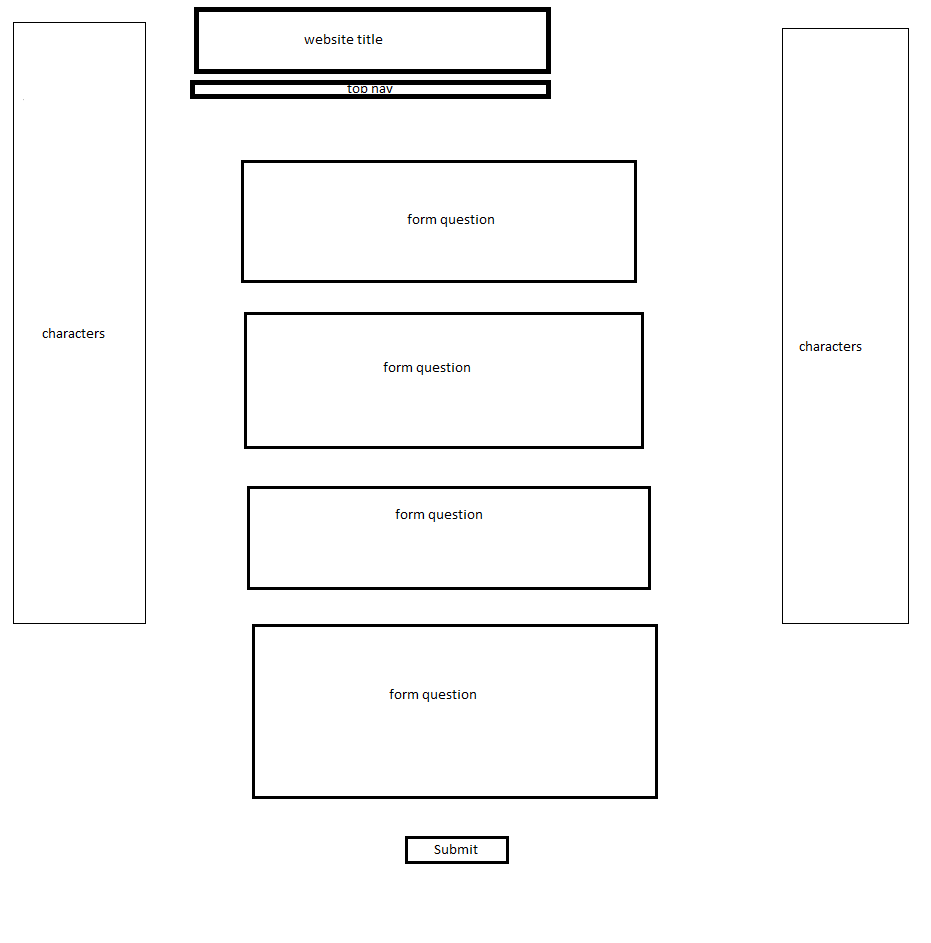 website title
top nav
form question
characters
characters
form question
form question
form question
Submit